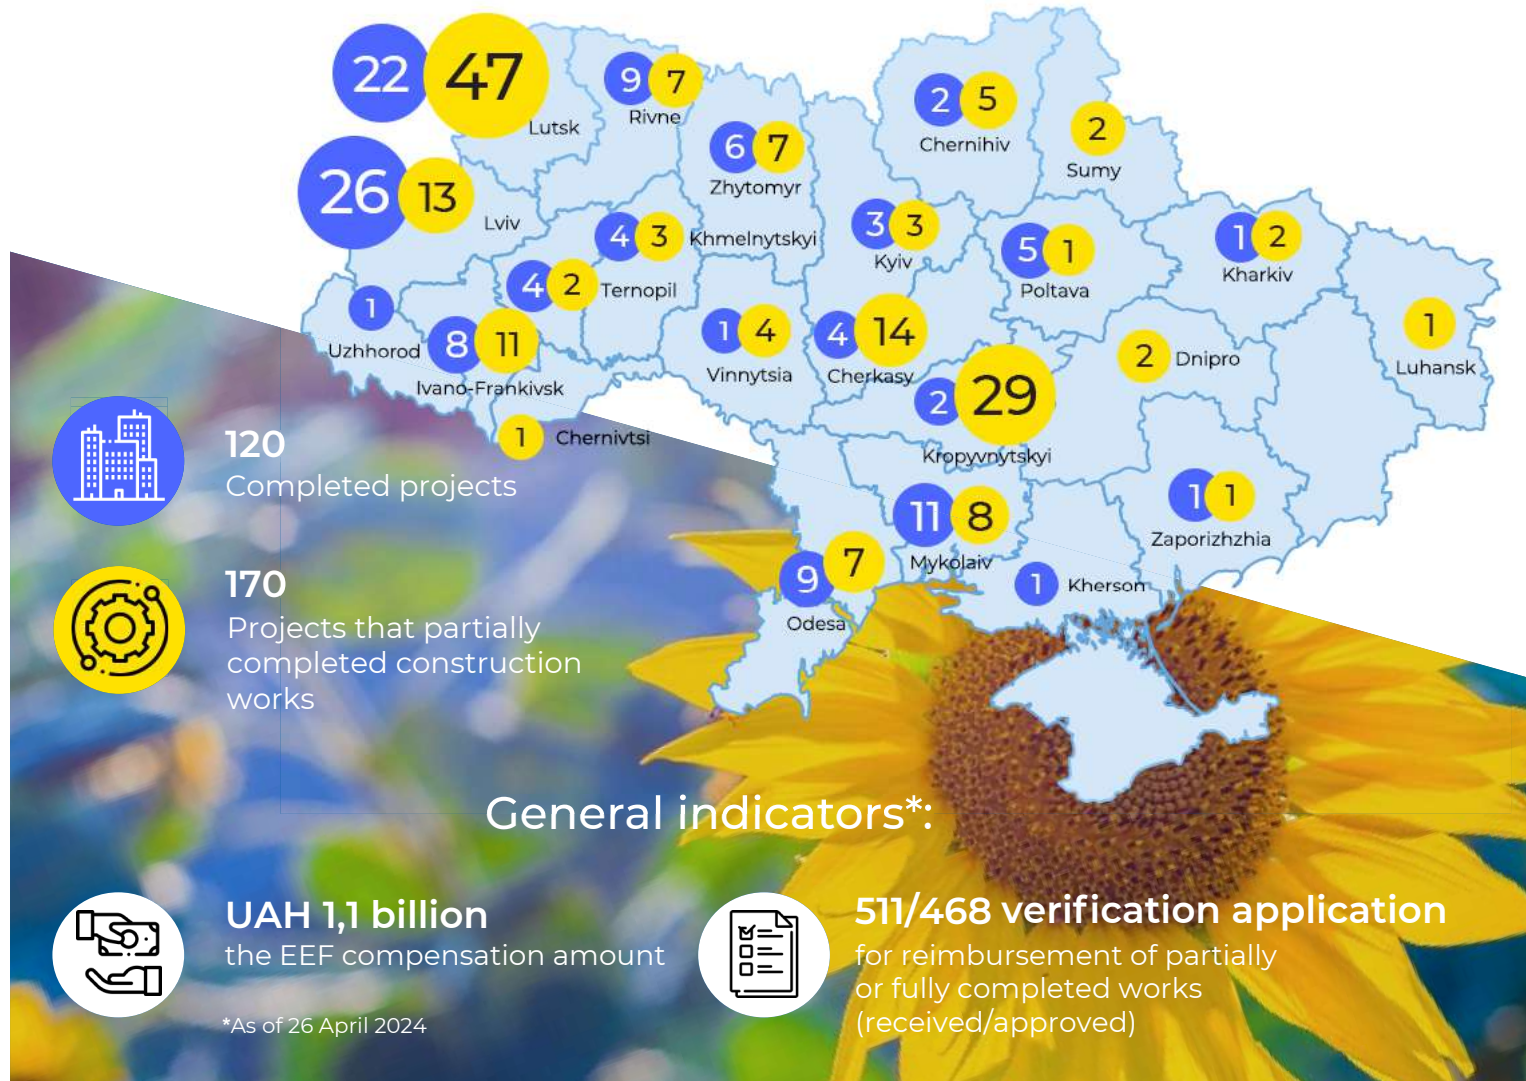 22 47
Lutsk
9 7
Rivne
2 5
Chernihiv
2
Sumy
6 7
Zhytomyr
26 13
Lviv
4 3 Khmelnytskyi
3 3
Kyiv
5 1
Poltava
1 2
Kharkiv
4 2 Ternopil
1
Uzhhorod
8 11
Ivano-Frankivsk
1 4
Vinnytsia
4 14
Cherkasy
2 Dnipro
1
Luhansk
2 29
Kropyvnytskyi
1 Chernivtsi
11 8
Mykolaiv
1 1
Zaporizhzhia
9 7
Odesa
1 Kherson
120
Completed projects
170
Projects that partially
completed construction
works
General indicators*:
UAH 1,1 billion
the EEF compensation amount
*As of 26 April 2024
511/468 verification application
for reimbursement of partially
or fully completed works
(received/approved)